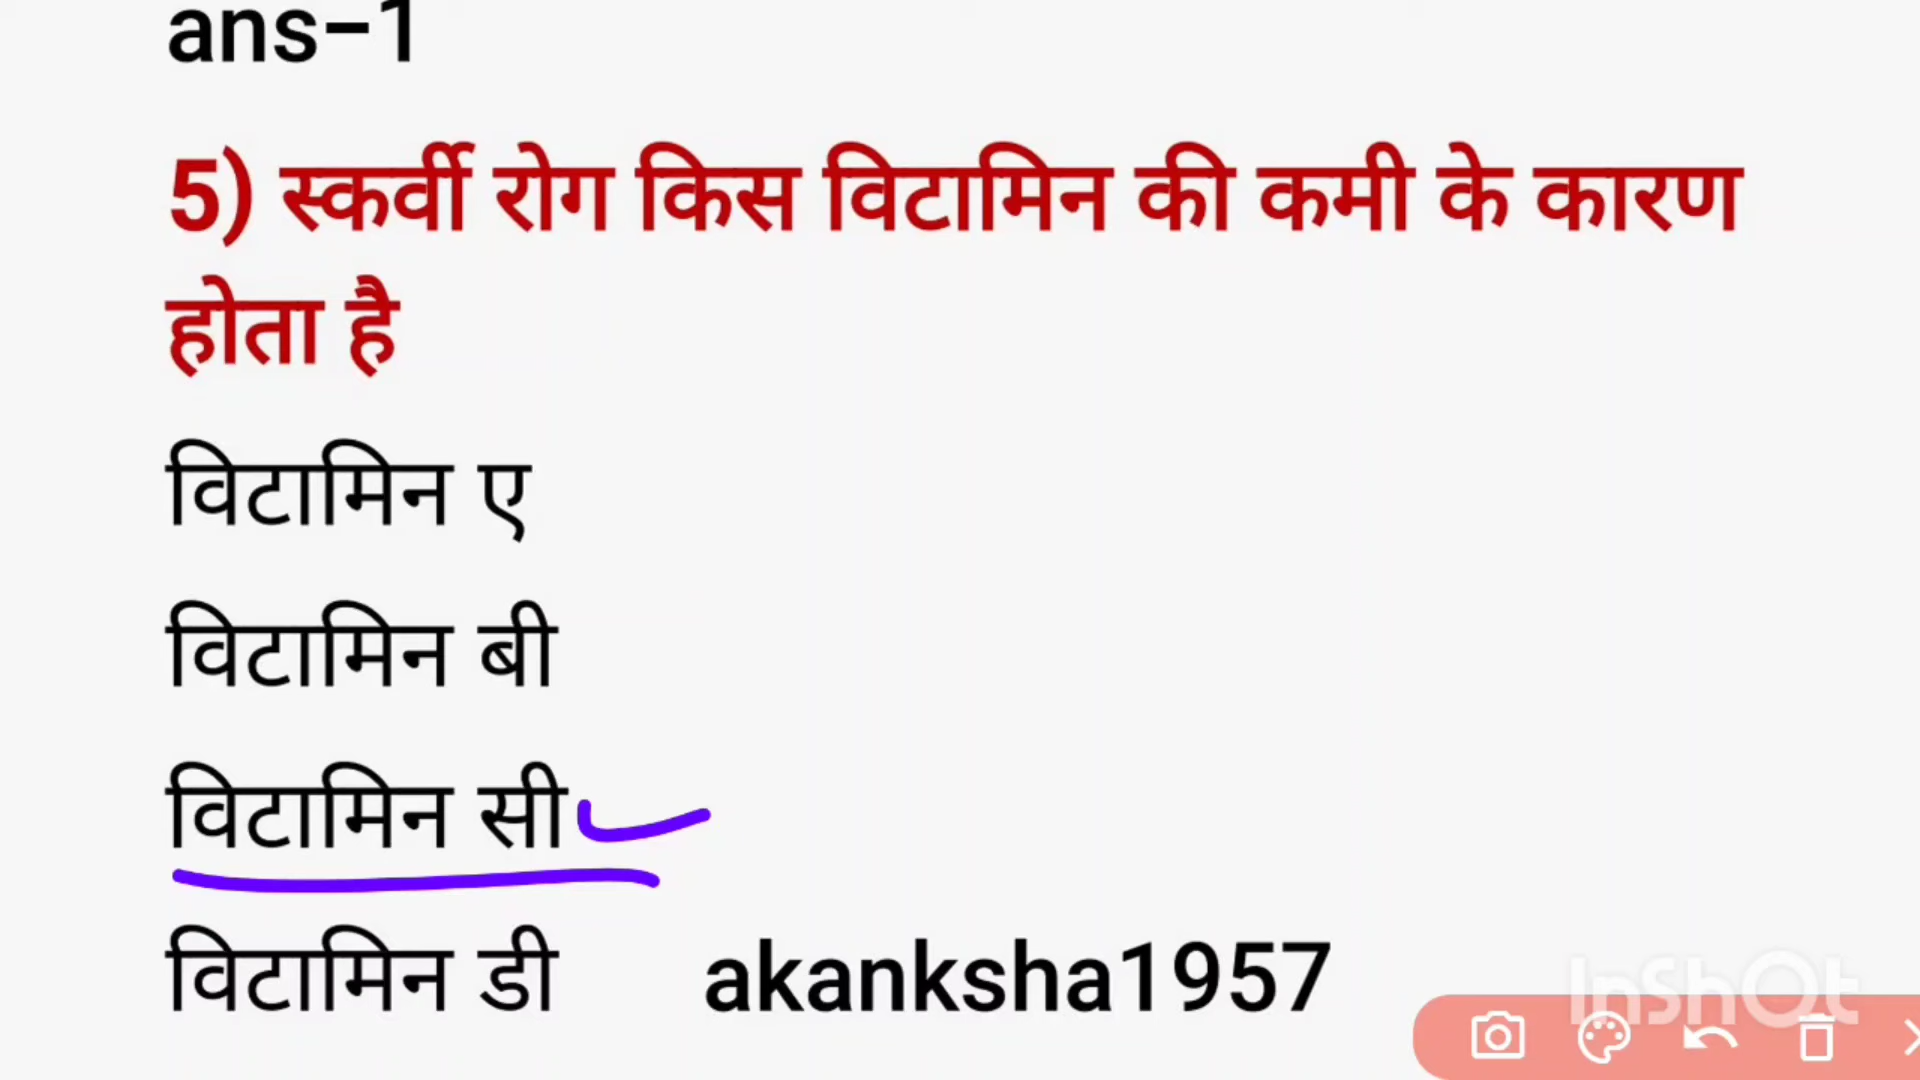 ans–1
5) स्कर्वी रोग किस विटामिन की कमी के कारण
होता है
विटामिन ए
विटामिन बी
विटामिन सी
विटामिन डी akanksha1957
InShOt